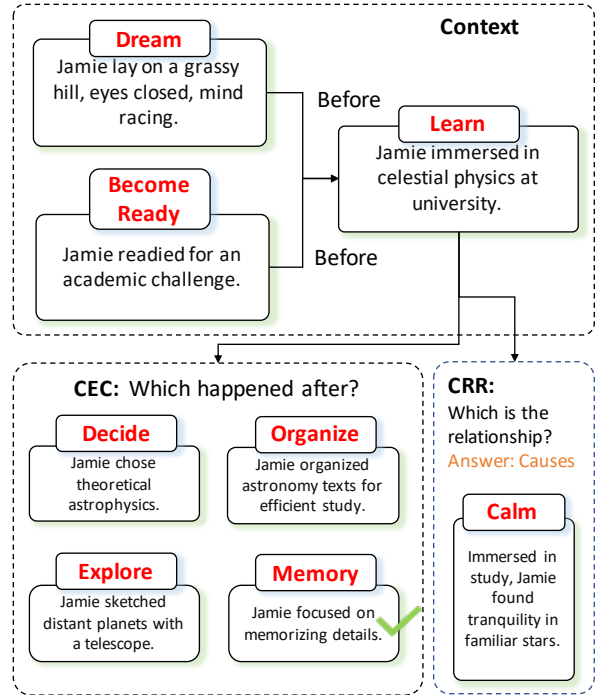 Context
Dream
Jamie lay on a grassy
hill, eyes closed, mind
racing.
Before
Learn
Jamie immersed in
celestial physics at
university.
Become
Ready
Jamie readied for an
academic challenge.
Before
CEC: Which happened after?
Decide
Jamie chose
theoretical
astrophysics.
Organize
Jamie organized
astronomy texts for
efficient study.
Explore
Jamie sketched
distant planets with
a telescope.
Memory
Jamie focused on
memorizing details.
CRR:
Which is the
relationship?
Answer: Causes
Calm
Immersed in
study, Jamie
found
tranquility in
familiar stars.